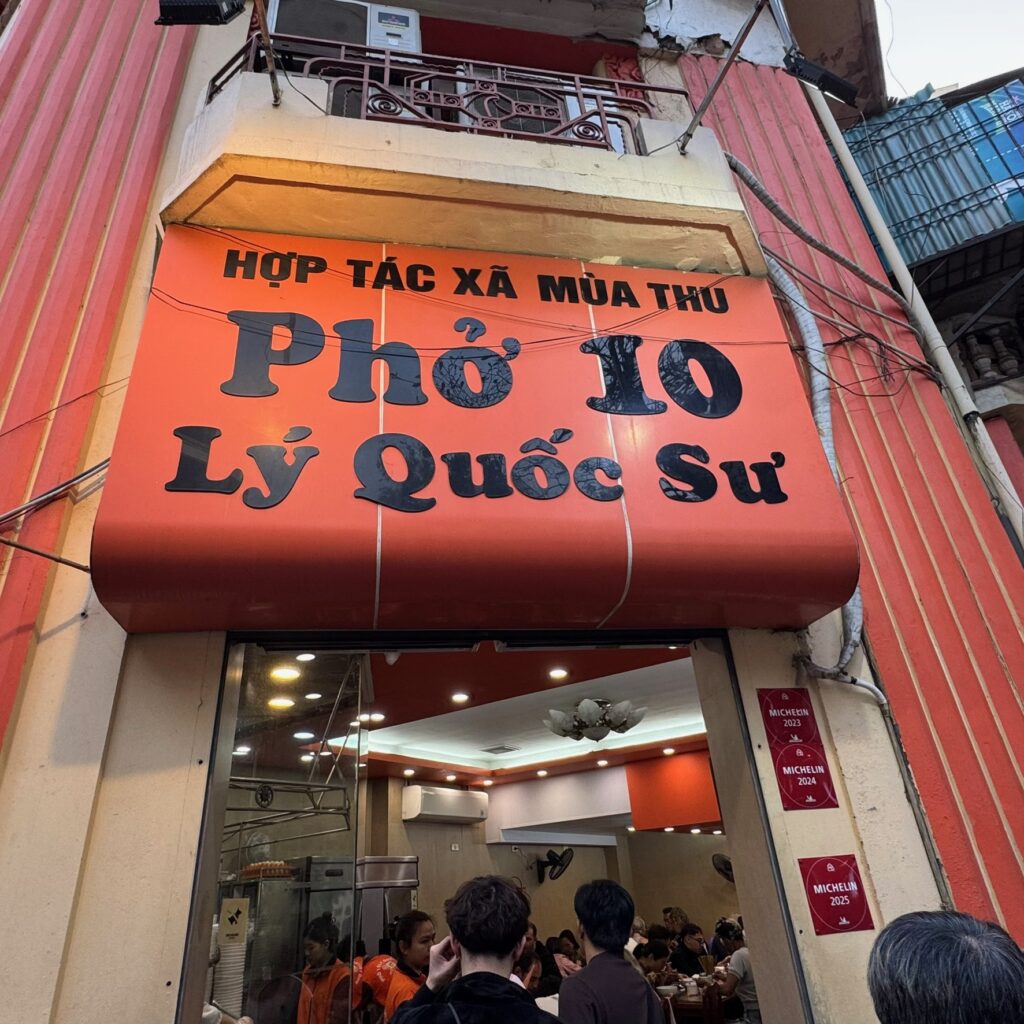 HỢP TÁC XÃ MÙA THU
Phở 10
Lý Quốc Sư
MICHELIN
2023
MICHELIN
2024
MICHELIN
2025